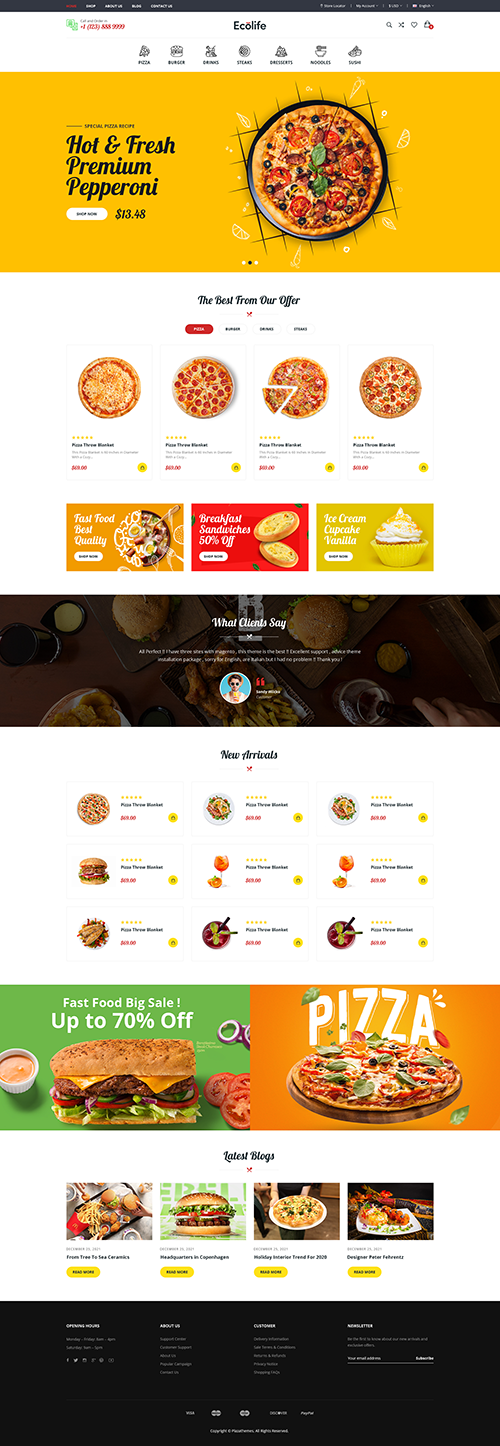 HOME SHOP ABOUT US BLOG CONTACT US
Store Locator My Account $ USD English
Call and Order in
+1 (123) 888 9999
Ecolife
PIZZA BURGER DRINKS STEAKS DESSERTS NOODLES SUSHI
SPECIAL PIZZA RECIPE
Hot & Fresh
Premium
Pepperoni
SHOP NOW $13.48
The Best From Our Offer
PIZZA BURGER DRINKS STEAKS
Pizza Throw Blanket Pizza Throw Blanket Pizza Throw Blanket Pizza Throw Blanket
$69.00 $69.00 $69.00 $69.00
Fast Food
Best
Quality
SHOP NOW
Breakfast
Sandwiches
50% Off
SHOP NOW
Ice Cream
Cupcake
Vanilla
SHOP NOW
What Clients Say
All Perfect !! I have three sites with magento , this theme is the best !! Excellent support , advice theme
installation package , sorry for English, are Italian but I had no problem !! Thank you !
Customer
New Arrivals
Pizza Throw Blanket Pizza Throw Blanket Pizza Throw Blanket
$69.00 $69.00 $69.00
Pizza Throw Blanket Pizza Throw Blanket Pizza Throw Blanket
$69.00 $69.00 $69.00
Pizza Throw Blanket Pizza Throw Blanket Pizza Throw Blanket
$69.00 $69.00 $69.00
Fast Food Big Sale !
Up to 70% Off
PIZZA
Latest Blogs
DECEMBER 25, 2021 DECEMBER 25, 2021 DECEMBER 25, 2021 DECEMBER 25, 2021
From Tree To Sea Ceramics Headquarters in Copenhagen Holiday Interior Trend For 2020 Designer Peter Fehrentz
READ MORE READ MORE READ MORE READ MORE
OPENING HOURS ABOUT US CUSTOMER NEWSLETTER
Monday - Friday: 8am - 4pm
Saturday: 9am - 5pm
Support Center
Customer Support
About Us
Popular Campaign
Contact Us
Delivery Information
Sale Terms & Conditions
Returns & Refunds
Privacy Notice
Shopping FAQs
Be the first to know about our new arrivals and
exclusive offers.
Your email address Subscribe
VISA DISCOVER PayPal
Copyright © Plazathemes. All Rights Reserved.